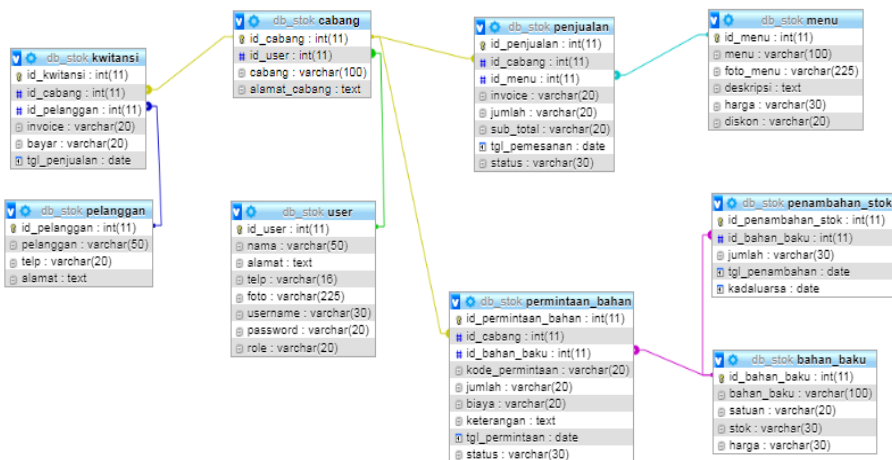 db_stok kwitansi
id_kwitansi : int(11)
id_cabang : int(11)
id_pelanggan : int(11)
invoice : varchar(20)
bayar : varchar(20)
tgl_penjualan : date
db_stok pelanggan
id_pelanggan : int(11)
pelanggan : varchar(50)
telp : varchar(20)
alamat : text
db_stok cabang
id_cabang : int(11)
id_user : int(11)
cabang : varchar(100)
alamat_cabang : text
db_stok user
id_user : int(11)
nama : varchar(50)
alamat : text
telp : varchar(16)
foto : varchar(225)
username : varchar(30)
password : varchar(20)
role : varchar(20)
db_stok penjualan
id_penjualan : int(11)
id_cabang : int(11)
id_menu : int(11)
invoice : varchar(20)
jumlah : varchar(20)
sub_total : varchar(20)
tgl_pemesanan : date
status : varchar(30)
db_stok permintaan_bahan
id_permintaan_bahan : int(11)
id_cabang : int(11)
id_bahan_baku : int(11)
kode_permintaan : varchar(20)
jumlah : varchar(20)
biaya : varchar(20)
keterangan : text
tgl_permintaan : date
status : varchar(30)
db_stok menu
id_menu : int(11)
menu : varchar(100)
foto_menu : varchar(225)
deskripsi : text
harga : varchar(30)
diskon : varchar(20)
db_stok penambahan_stok
id_penambahan_stok : int(11)
id_bahan_baku : int(11)
jumlah : varchar(30)
tgl_penambahan : date
kadaluarsa : date
db_stok bahan_baku
id_bahan_baku : int(11)
bahan_baku : varchar(100)
satuan : varchar(20)
stok : varchar(30)
harga : varchar(30)